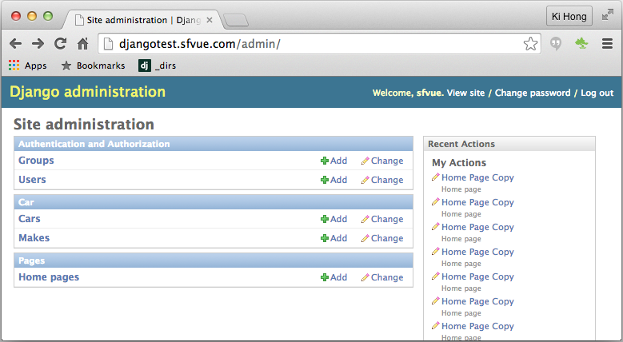 Site administration | Djang
Ki Hong
djangotest.sfvue.com/admin/
Apps Bookmarks dj _dirs
Django administration
Welcome, sfvue. View site / Change password / Log out
Site administration
Authentication and Authorization
Groups Add Change
Users Add Change
Car
Cars Add Change
Makes Add Change
Pages
Home pages Add Change
Recent Actions
My Actions
Home Page Copy
Home page
Home Page Copy
Home page
Home Page Copy
Home page
Home Page Copy
Home page
Home Page Copy
Home page
Home Page Copy
Home page
Home Page Copy